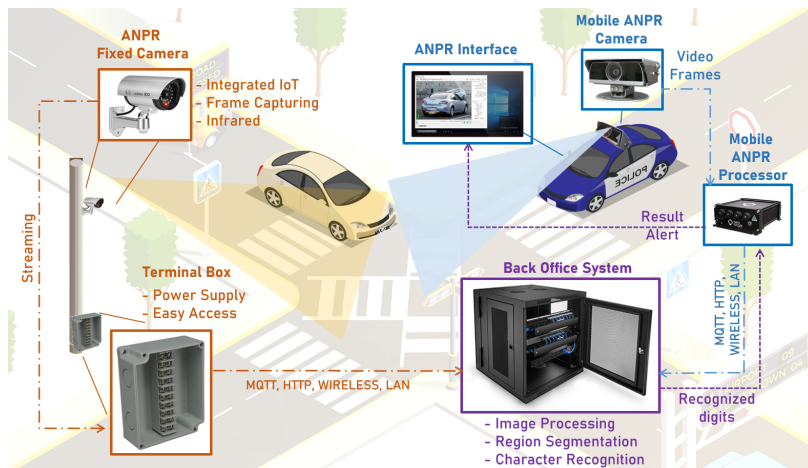 ANPR
Fixed Camera
- Integrated IoT
- Frame Capturing
- Infrared
ANPR Interface
Mobile ANPR
Camera
Video
Frames
Mobile
ANPR
Processor
POLICE
Result
Alert
Streaming
Terminal Box
- Power Supply
- Easy Access
MQTT, HTTP, WIRELESS, LAN
Back Office System
- Image Processing
- Region Segmentation
- Character Recognition
MQTT, HTTP,
WIRELESS, LAN
Recognized
digits